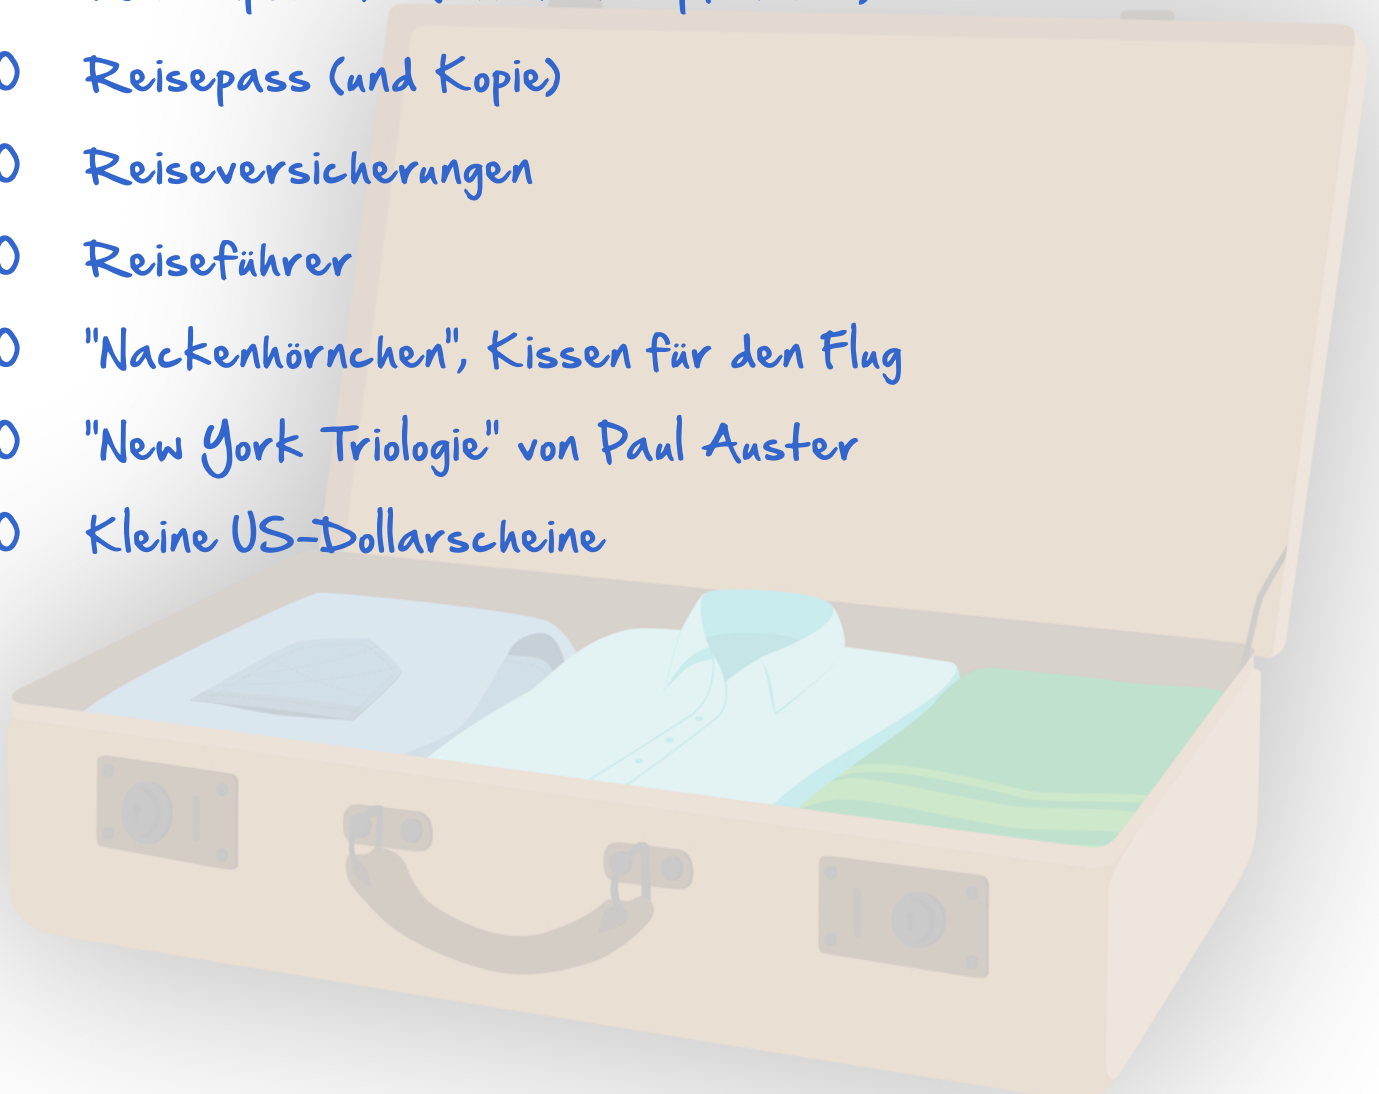 Reisepass (und Kopie)
Reiseversicherungen
Reiseführer
"Nackenhörnchen", Kissen für den Flug
"New York Triologie" von Paul Auster
Kleine US-Dollarscheine